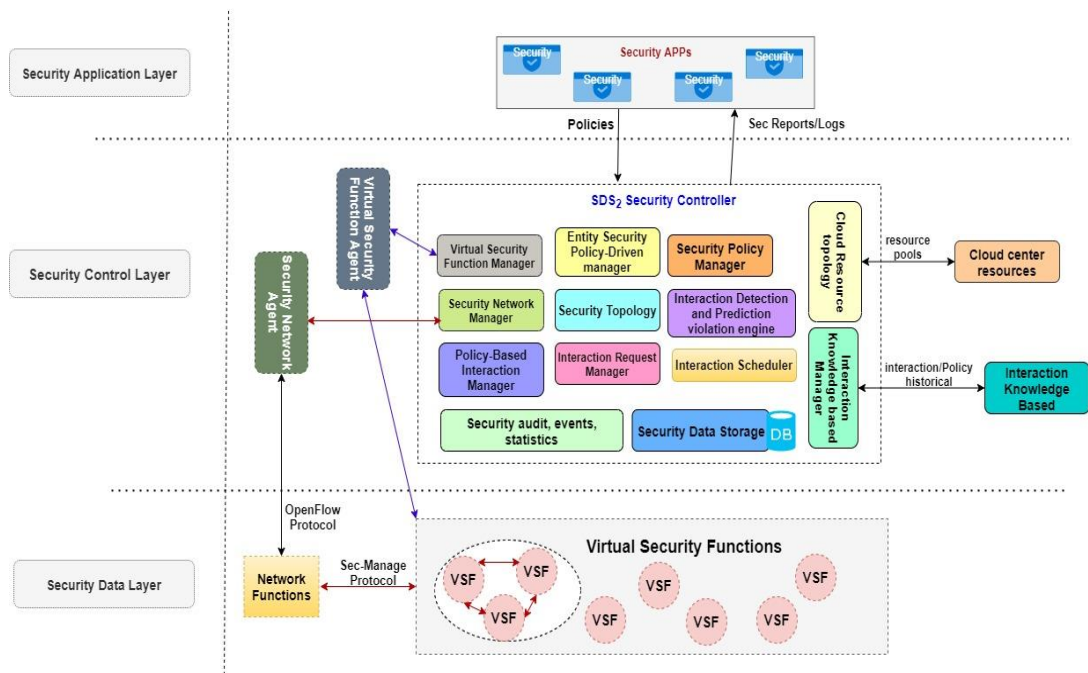 Security Application Layer
Security APPs
Security
Security
Security
Security
Policies
Sec Reports/Logs
Security Control Layer
Security Network
Agent
Virtual Security
Function Agent
SDS2 Security Controller
Virtual Security
Function Manager
Entity Security
Policy-Driven
manager
Security Policy
Manager
Security Network
Manager
Security Topology
Interaction Detection
and Prediction
violation engine
Policy-Based
Interaction
Manager
Interaction Request
Manager
Interaction Scheduler
Security audit, events,
statistics
Security Data Storage
DB
Cloud Resource
topology
Interaction
Knowledge based
Manager
resource
pools
Cloud center
resources
interaction/Policy
historical
Interaction
Knowledge
Based
OpenFlow
Protocol
Security Data Layer
Network
Functions
Sec-Manage
Protocol
Virtual Security Functions
VSF
VSF
VSF
VSF
VSF
VSF
VSF
VSF